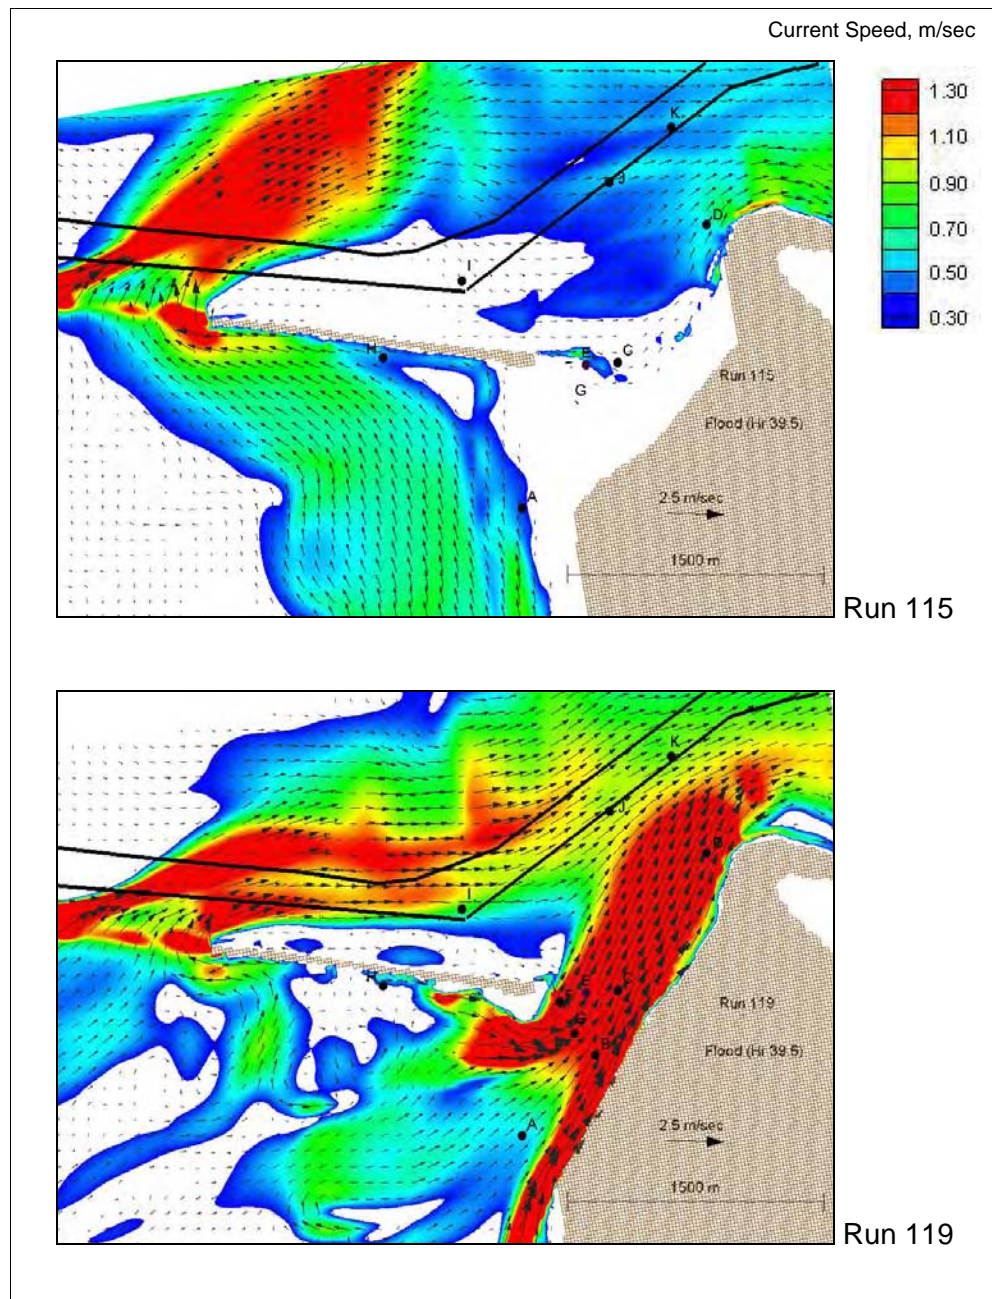 Current Speed, m/sec
1.30
1.10
0.90
0.70
0.50
0.30
K
J
D
I
H
E
C
G
A
Run 115
Flood (Hr 39.5)
2.5 m/sec
1500 m
Run 115
K
J
D
I
H
E
C
F
G
B
A
Run 119
Flood (Hr 39.5)
2.5 m/sec
1500 m
Run 119